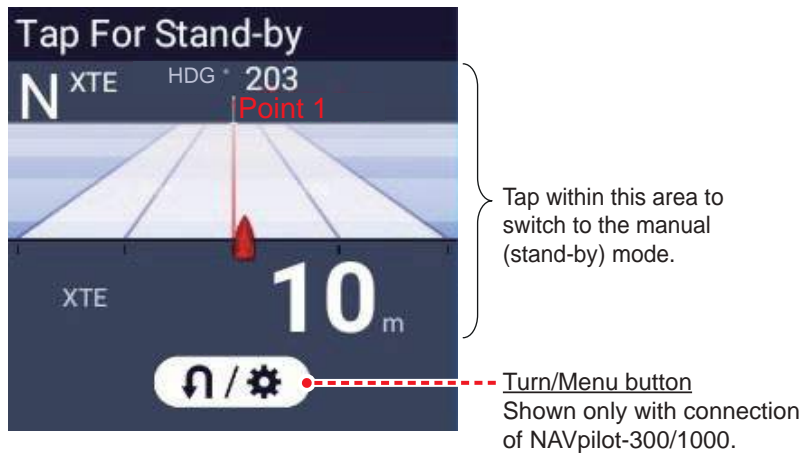 Tap For Stand-by
N XTE HDG ° 203
Point 1
Tap within this area to
switch to the manual
(stand-by) mode.
XTE 10 m
/
Turn/Menu button
Shown only with connection
of NAVpilot-300/1000.